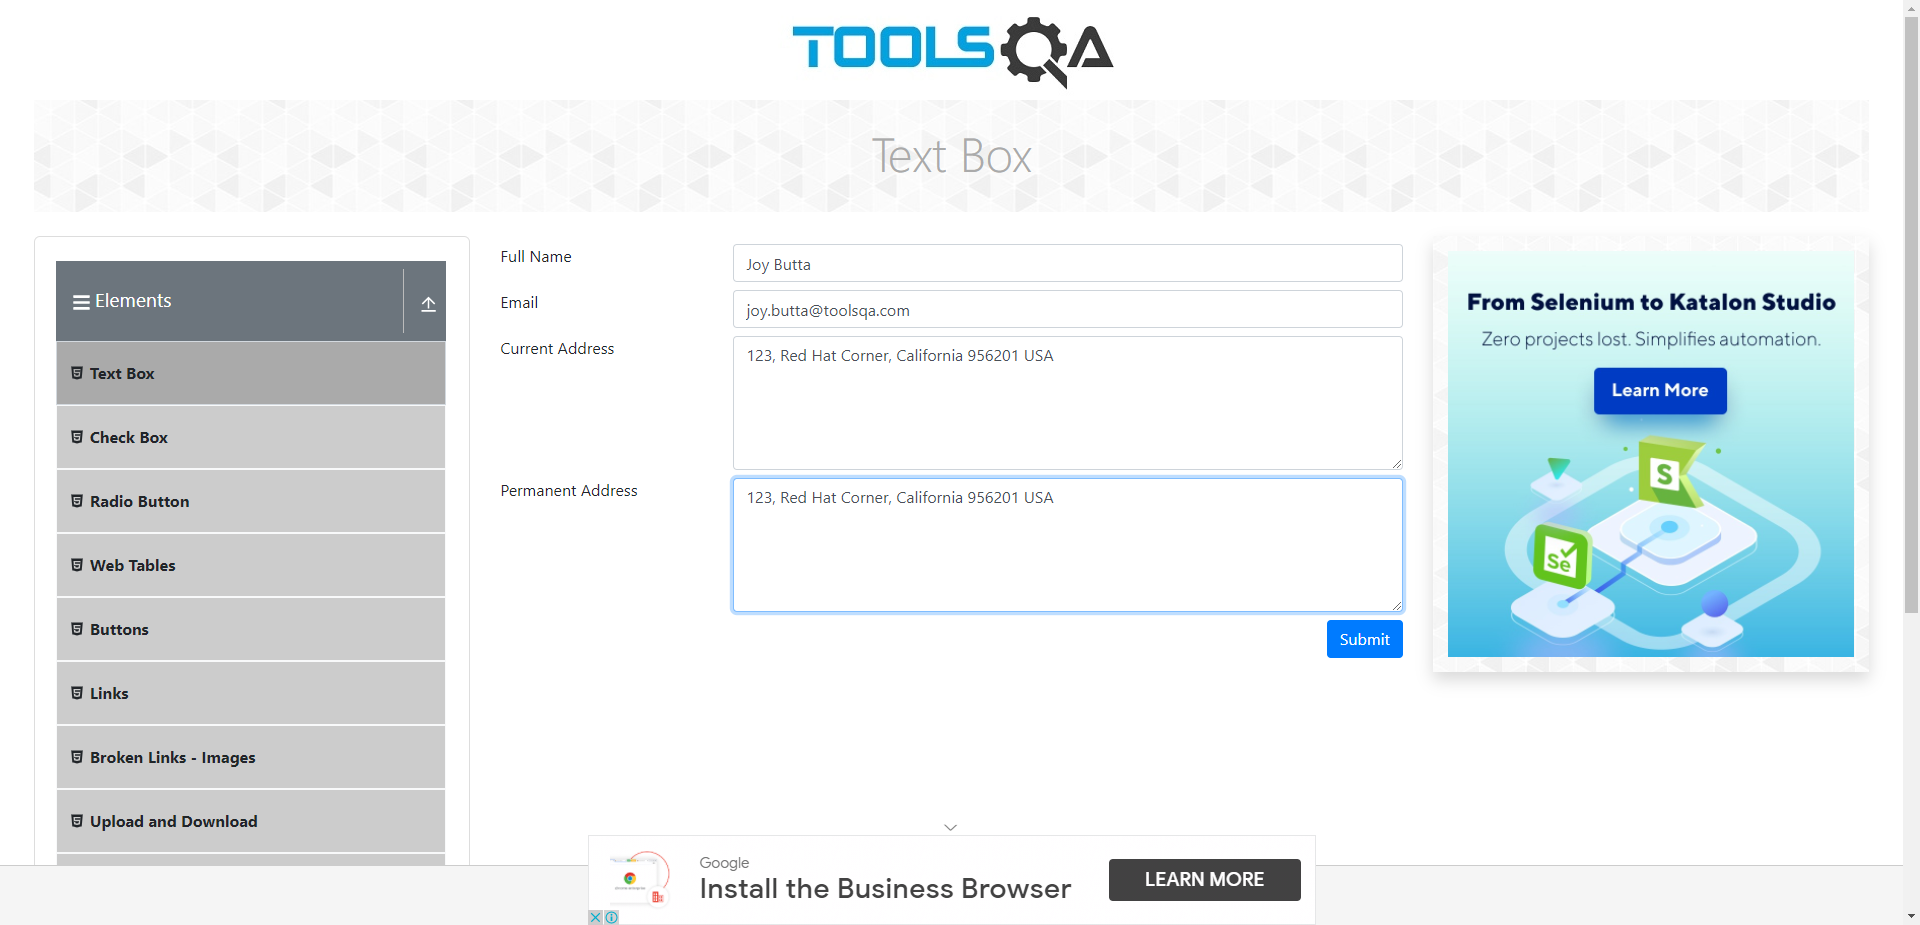 TOOLSQA
Text Box
Elements
Text Box
Check Box
Radio Button
Web Tables
Buttons
Links
Broken Links - Images
Upload and Download
Full Name
Joy Butta
Email
joy.butta@toolsqa.com
Current Address
123, Red Hat Corner, California 956201 USA
Permanent Address
123, Red Hat Corner, California 956201 USA
Submit
From Selenium to Katalon Studio
Zero projects lost. Simplifies automation.
Learn More
S
Se
Google
Install the Business Browser
LEARN MORE